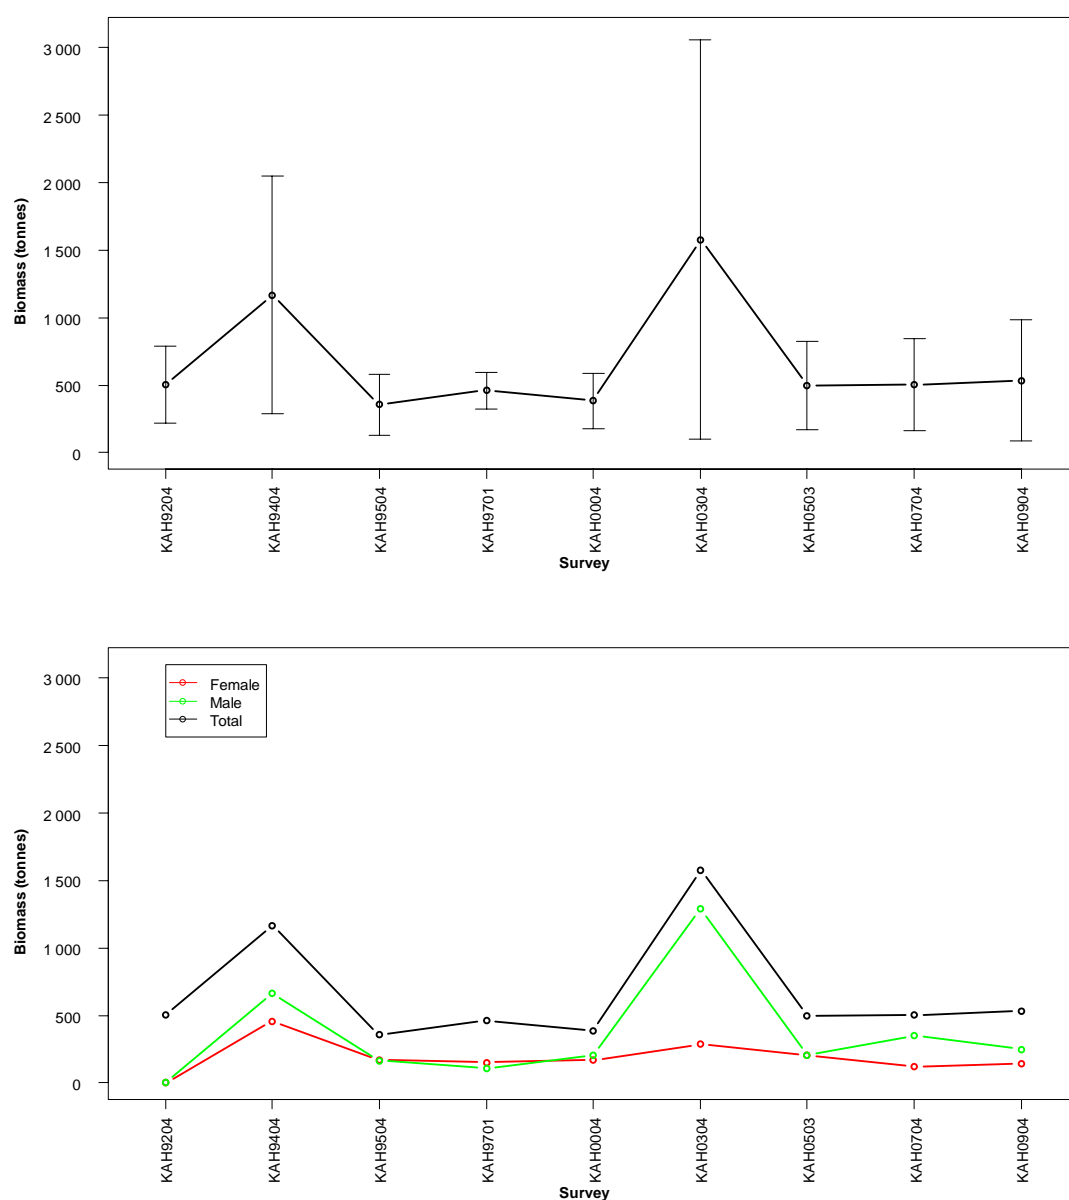 3 000
2 500
2 000
1 500
1 000
500
0
Biomass (tonnes)
KAH9204
KAH9404
KAH9504
KAH9701
KAH0004
KAH0304
KAH0503
KAH0704
KAH0904
Survey
Female
Male
Total
3 000
2 500
2 000
1 500
1 000
500
0
Biomass (tonnes)
KAH9204
KAH9404
KAH9504
KAH9701
KAH0004
KAH0304
KAH0503
KAH0704
KAH0904
Survey